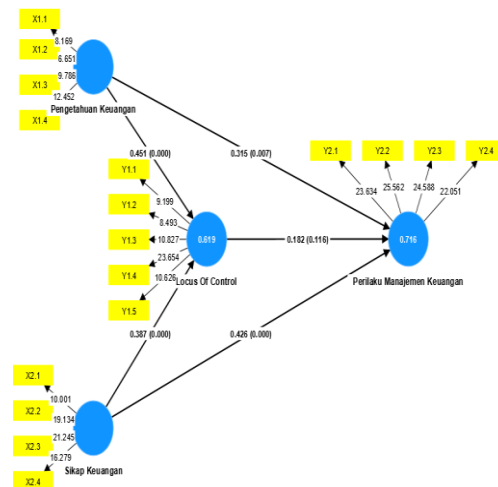 X1.1
8.169
X1.2
6.651
9.786
X1.3
12.452
Pengetahuan Keuangan
X1.4
0.451 (0.000)
0.315 (0.007)
Y2.1
Y2.2
Y2.3
Y2.4
23.634
25.562
24.588
22.051
Y1.1
9.199
Y1.2
8.493
Y1.3
10.827
0.619
0.182 (0.116)
0.716
23.654
Y1.4
10.626
Locus Of Control
Perilaku Manajemen Keuangan
Y1.5
0.387 (0.000)
0.426 (0.000)
X2.1
10.001
X2.2
19.134
21.245
X2.3
16.279
Sikap Keuangan
X2.4